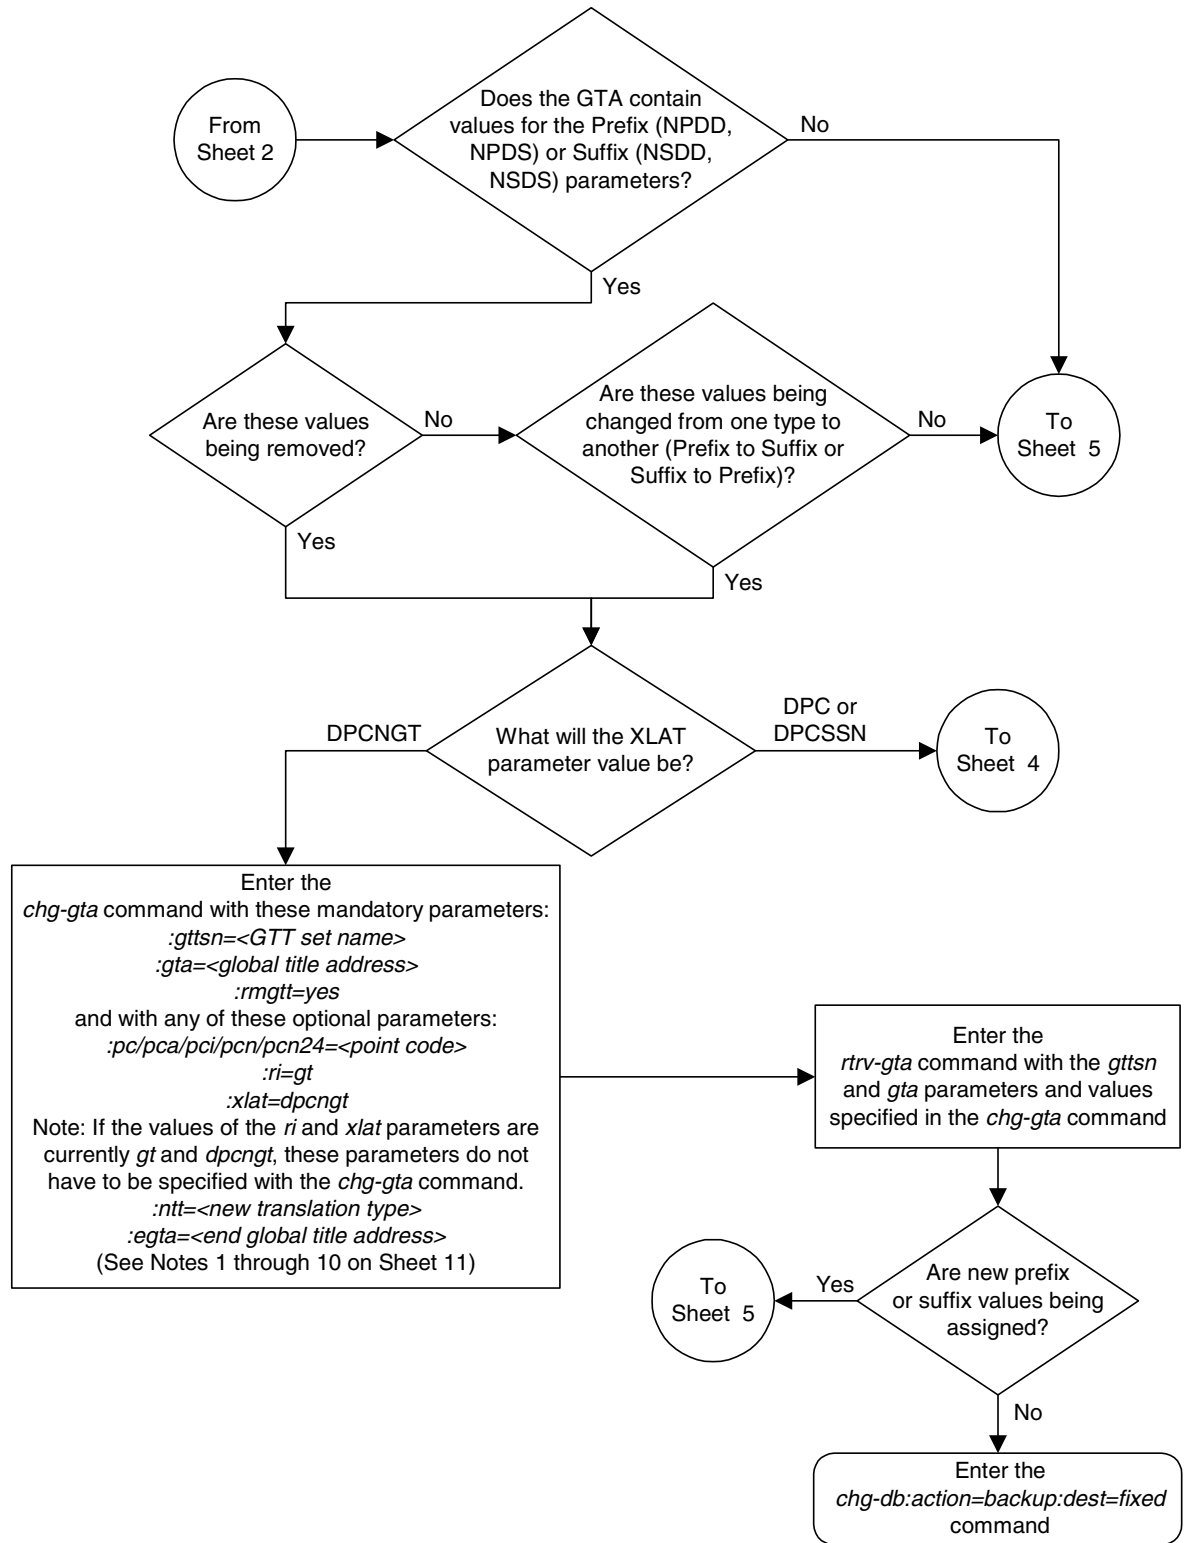 From
Sheet 2
Does the GTA contain
values for the Prefix (NPDD,
NPDS) or Suffix (NSDD,
NSDS) parameters?
No
Yes
Are these values
being removed?
No
Are these values being
changed from one type to
another (Prefix to Suffix or
Suffix to Prefix)?
No
To
Sheet 5
Yes
Yes
What will the XLAT
parameter value be?
DPCNGT
DPC or
DPCSSN
To
Sheet 4
Enter the
chg-gta command with these mandatory parameters:
:gttsn=<GTT set name>
:gta=<global title address>
:rmgtt=yes
and with any of these optional parameters:
:pc/pca/pci/pcn/pcn24=<point code>
:ri=gt
:xlat=dpcngt
Note: If the values of the ri and xlat parameters are
currently gt and dpcngt, these parameters do not
have to be specified with the chg-gta command.
:ntt=<new translation type>
:egta=<end global title address>
(See Notes 1 through 10 on Sheet 11)
Enter the
rtrv-gta command with the gttsn
and gta parameters and values
specified in the chg-gta command
Are new prefix
or suffix values being
assigned?
Yes
To
Sheet 5
No
Enter the
chg-db:action=backup:dest=fixed
command